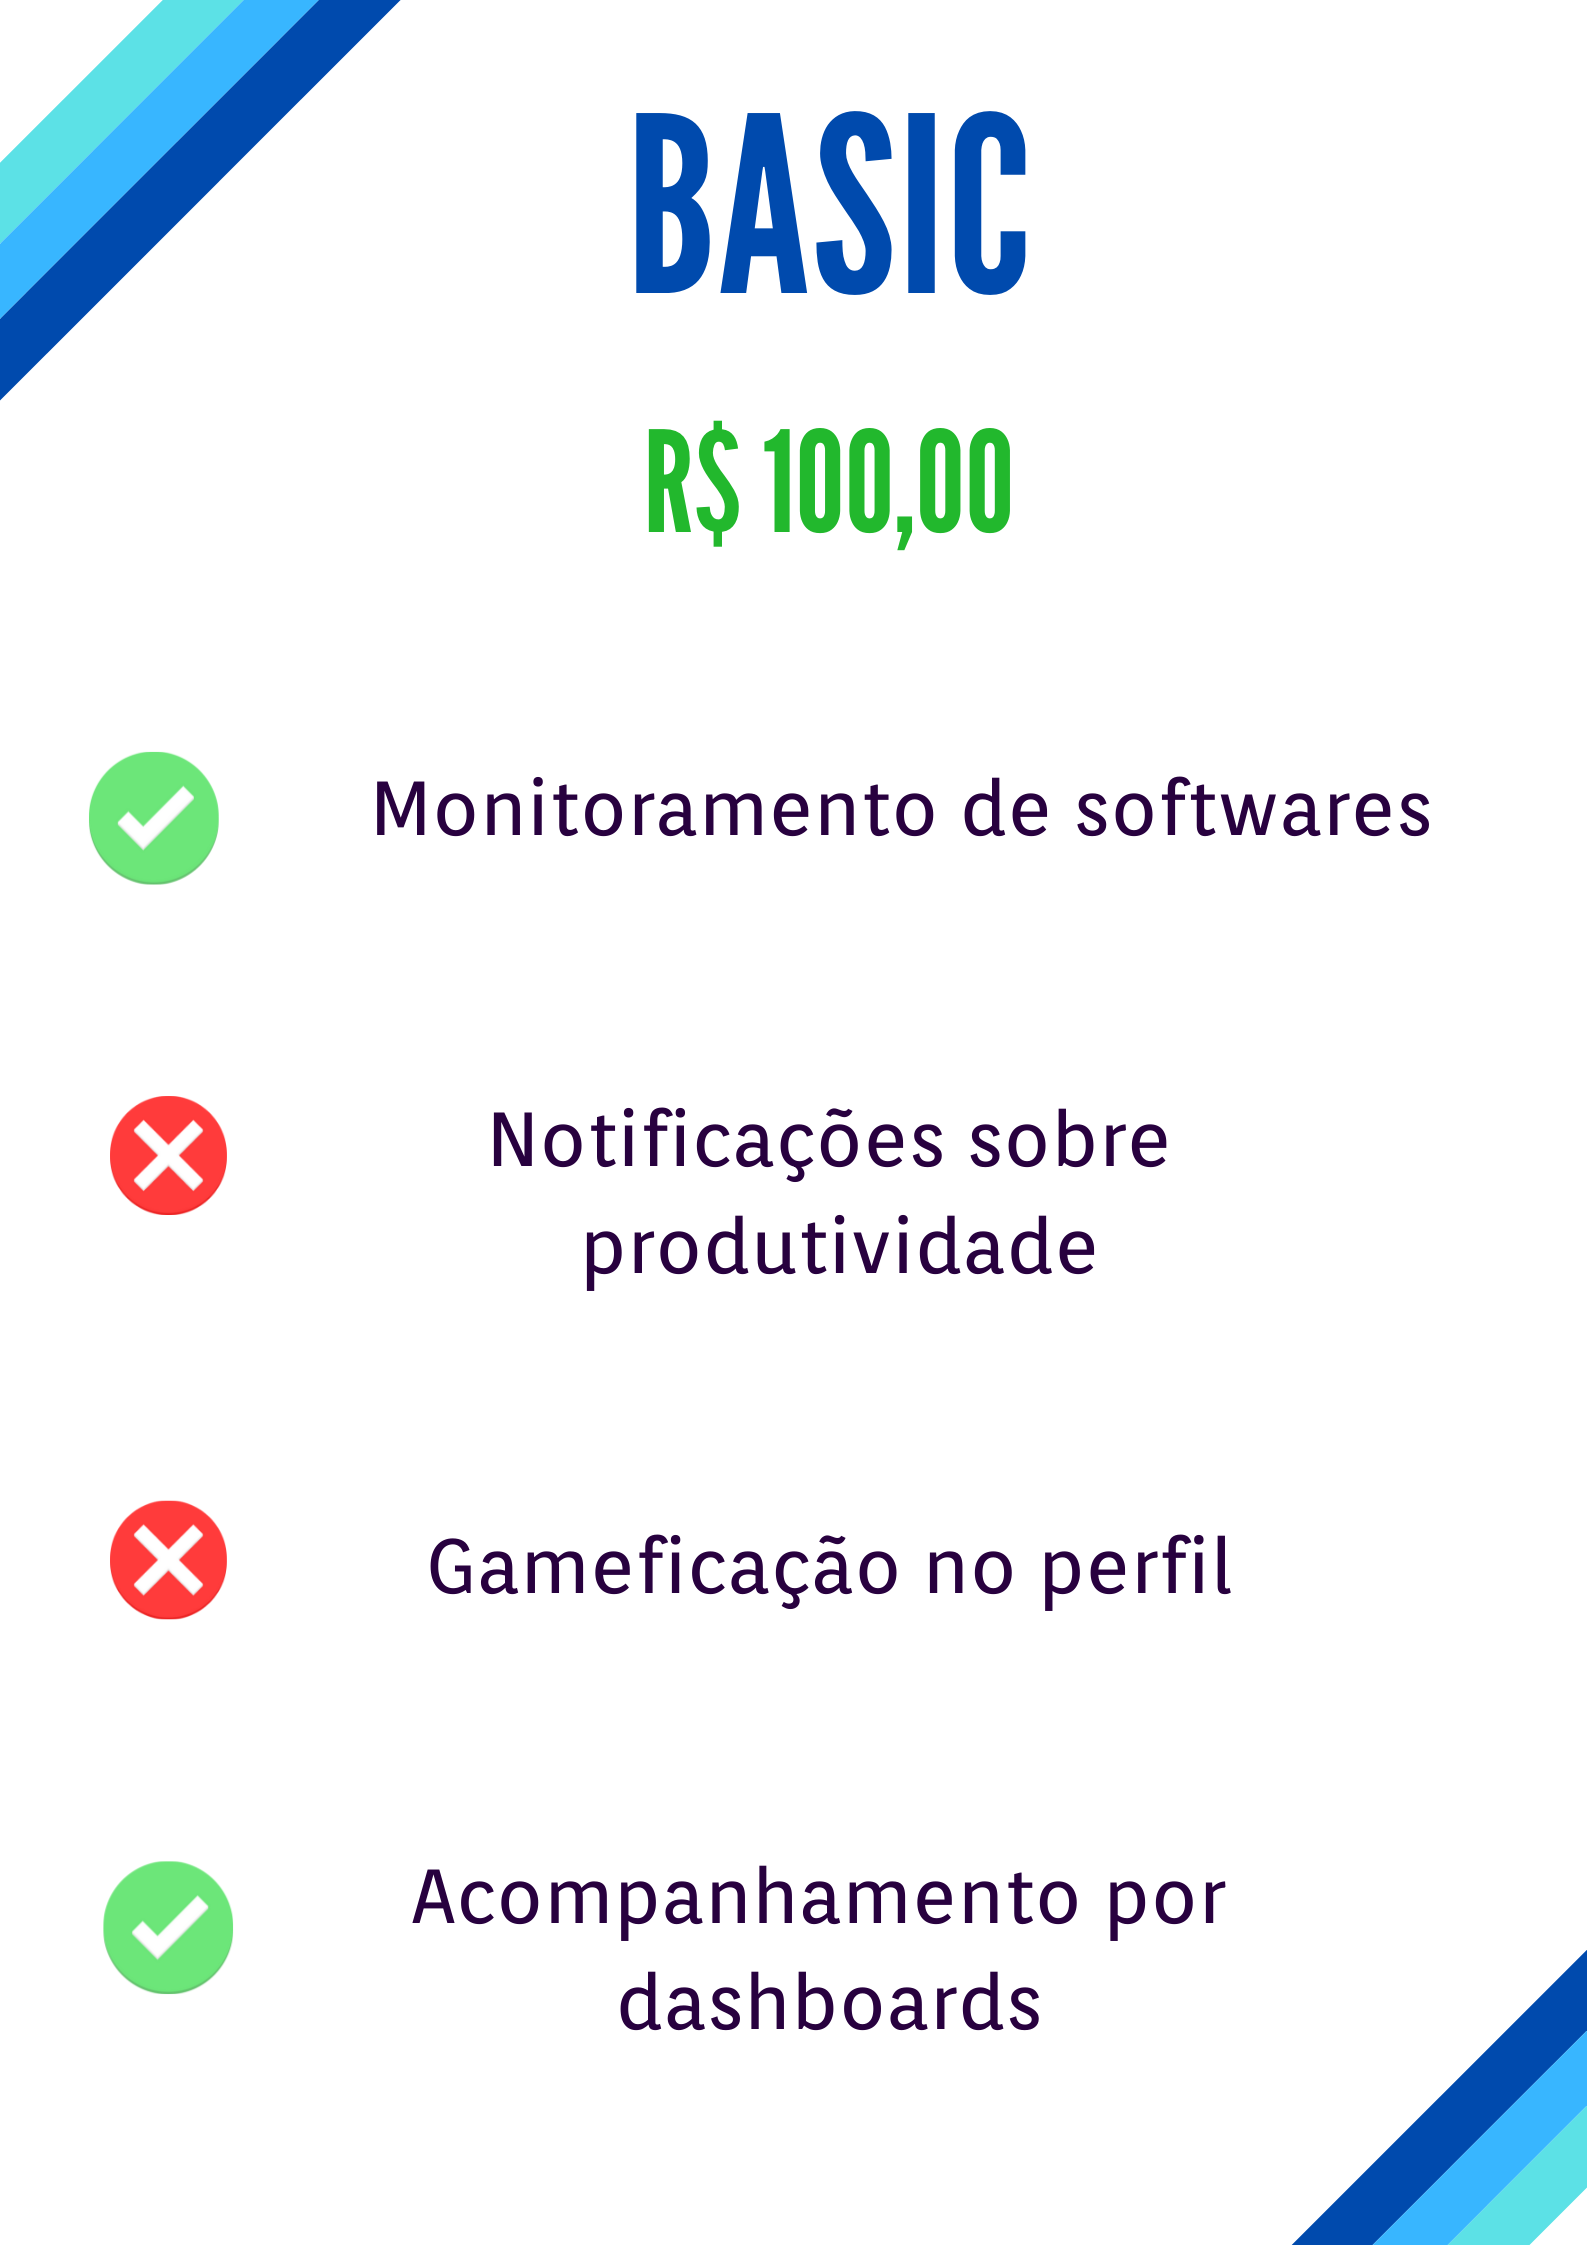 BASIC
R$ 100,00
Monitoramento de softwares
Notificações sobre
produtividade
Gameficação no perfil
Acompanhamento por
dashboards